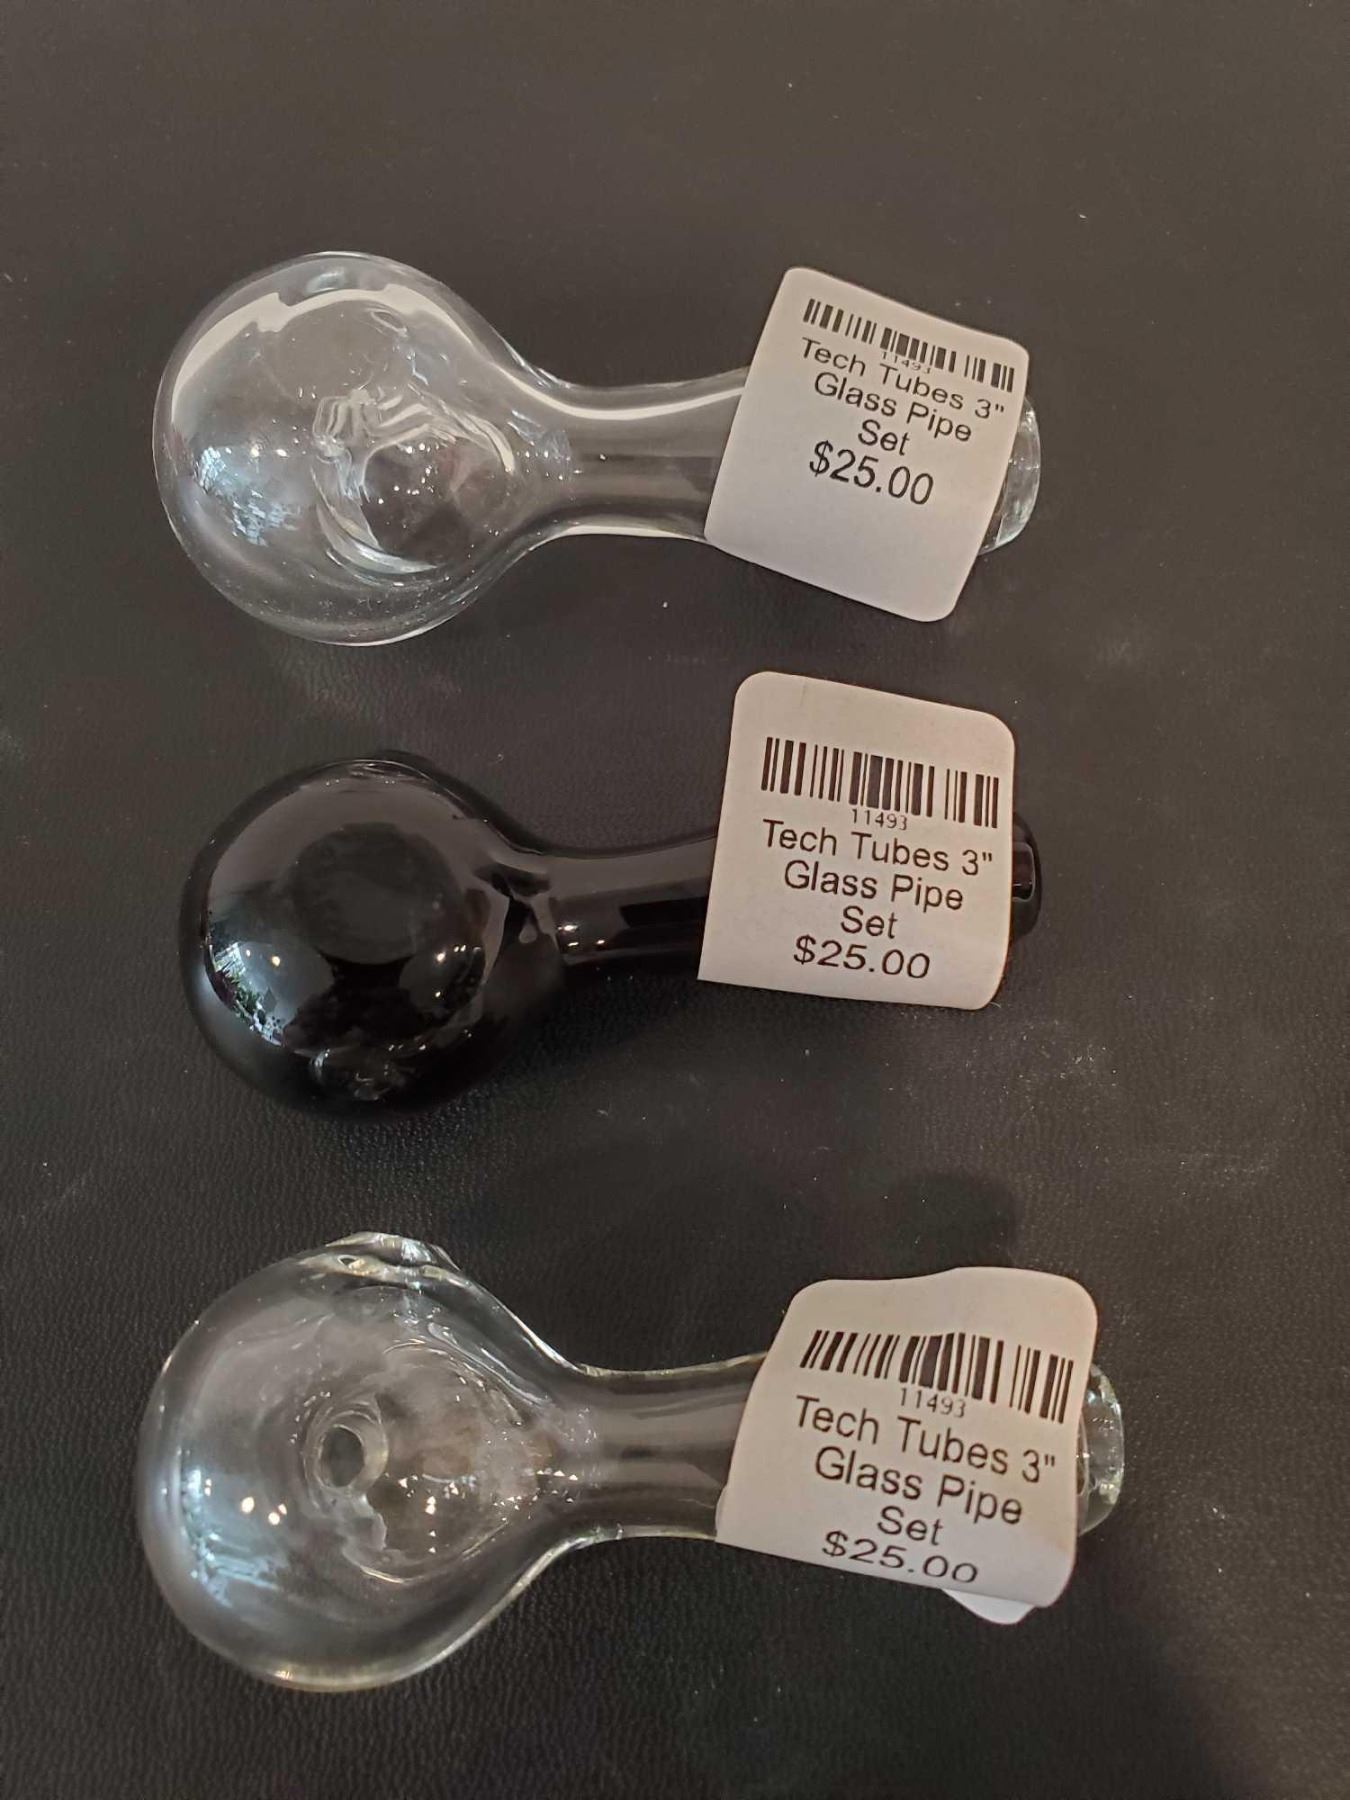 11493
Tech Tubes 3"
Glass Pipe
Set
$25.00
11493
Tech Tubes 3"
Glass Pipe
Set
$25.00
11493
Tech Tubes 3"
Glass Pipe
Set
$25.00